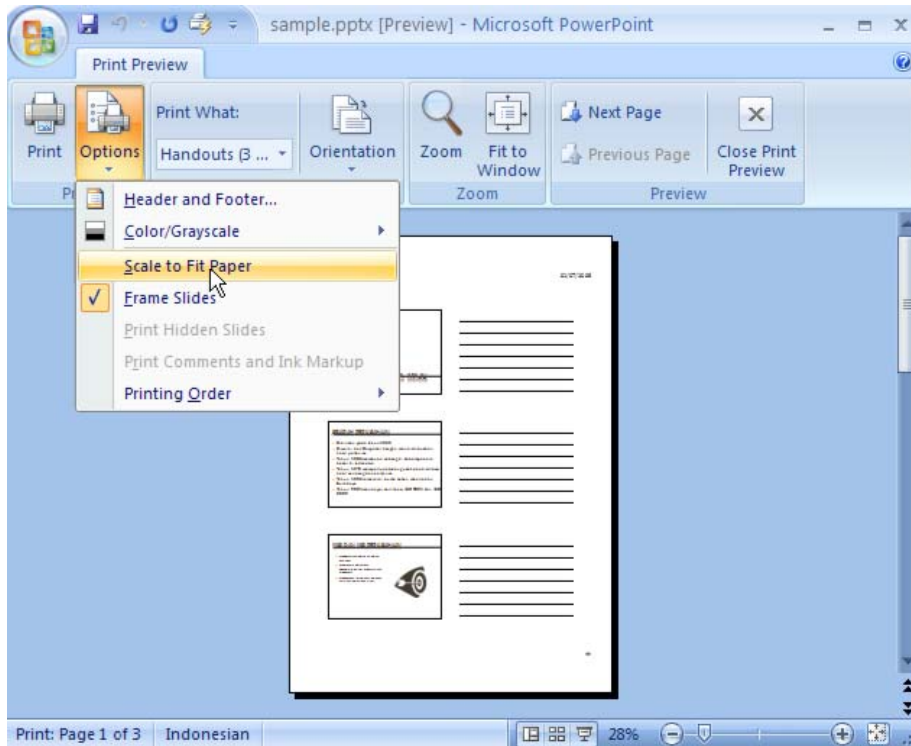 sample.pptx [Preview] - Microsoft PowerPoint
Print Preview
Print
Options
Print What:
Handouts (3 ...
Orientation
Zoom
Fit to
Window
Next Page
Previous Page
Close Print
Preview
Zoom
Preview
Header and Footer...
Color/Grayscale
Scale to Fit Paper
Frame Slides
Print Hidden Slides
Print Comments and Ink Markup
Printing Order
Print: Page 1 of 3 Indonesian 28%